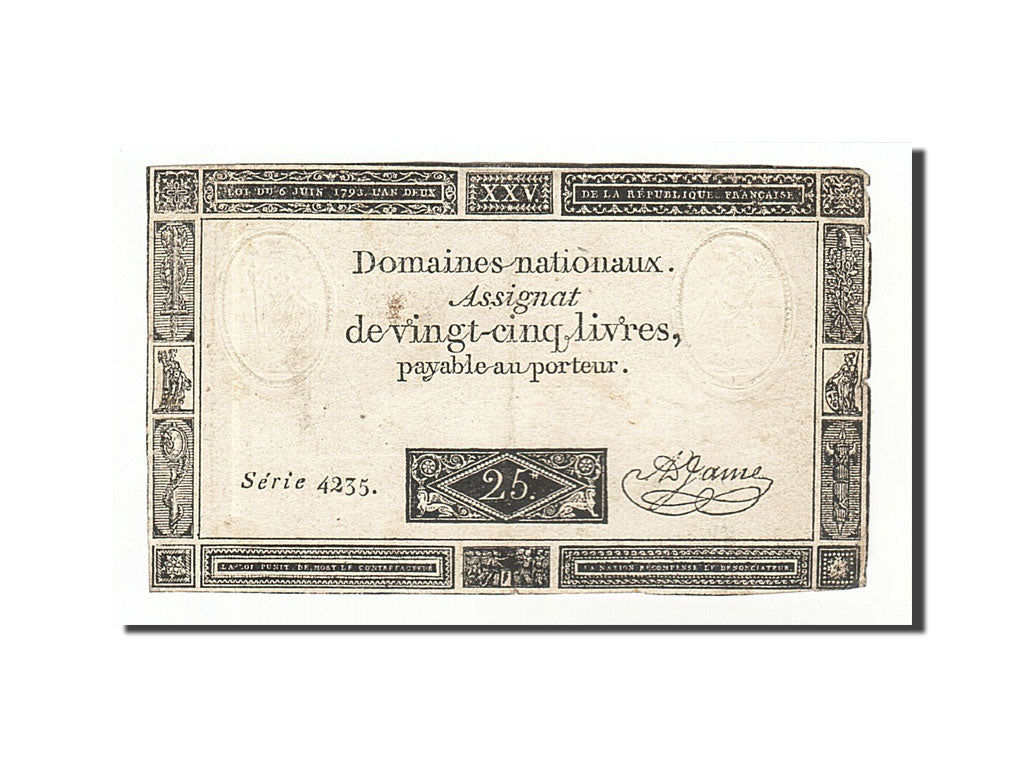 LOI DU 6 JUIN 1793. L'AN DEUX
XXV.
DE LA RÉPUBLIQUE FRANÇAISE
Domaines nationaux.
Assignat
de vingt-cinq livres,
payable au porteur.
Série 4235.
25.
A Jame
LA LOI PUNIT DE MORT LE CONTREFACTEUR
LA NATION RÉCOMPENSE LE DÉNONCIATEUR